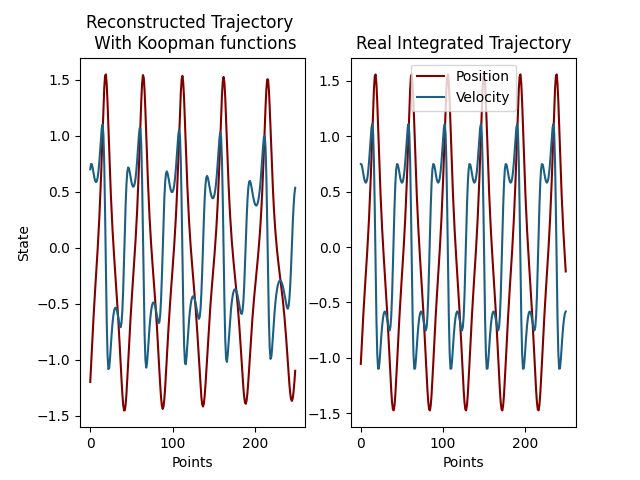 Reconstructed Trajectory
With Koopman functions
Real Integrated Trajectory
Position
Velocity
State
1.5
1.0
0.5
0.0
−0.5
−1.0
−1.5
0
100
200
Points
1.5
1.0
0.5
0.0
−0.5
−1.0
−1.5
0
100
200
Points